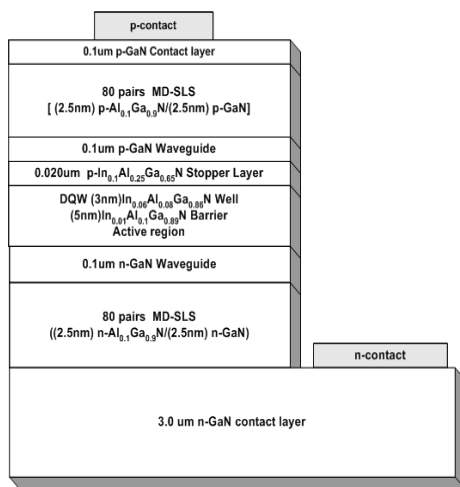 p-contact
0.1um p-GaN Contact layer
80 pairs MD-SLS
[ (2.5nm) p-Al0.1Ga0.9N/(2.5nm) p-GaN]
0.1um p-GaN Waveguide
0.020um p-In0.1Al0.25Ga0.65N Stopper Layer
DQW (3nm)In0.06Al0.08Ga0.86N Well
(5nm)In0.01Al0.1Ga0.89N Barrier
Active region
0.1um n-GaN Waveguide
80 pairs MD-SLS
((2.5nm) n-Al0.1Ga0.9N/(2.5nm) n-GaN)
n-contact
3.0 um n-GaN contact layer